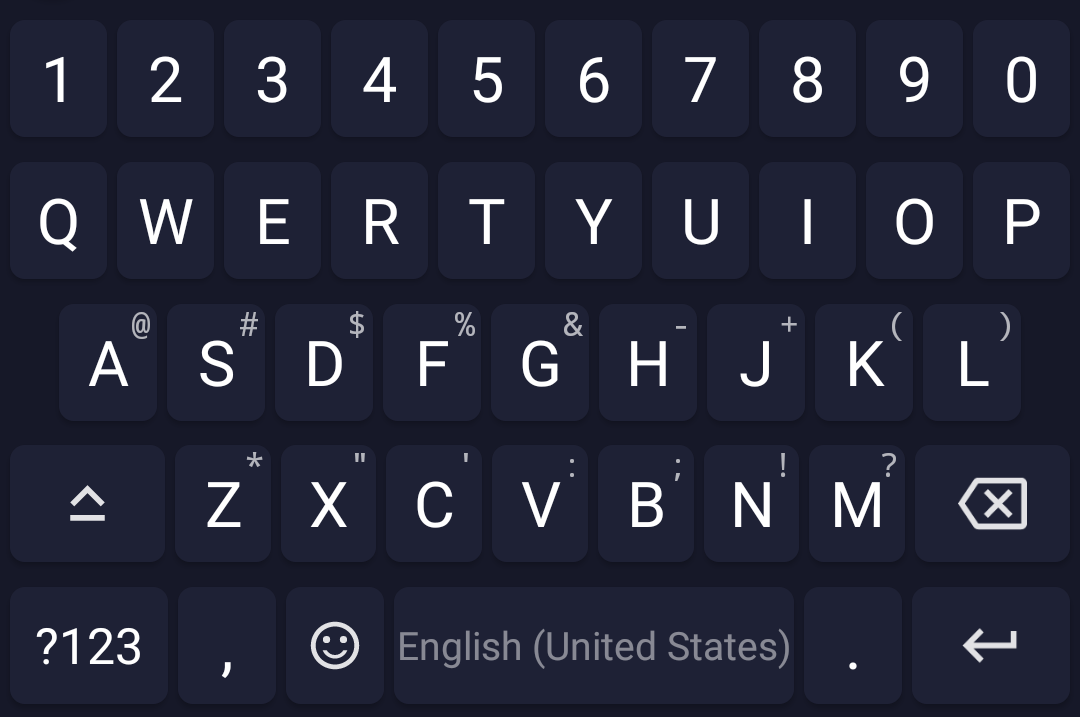 1 2 3 4 5 6 7 8 9 0
Q W E R T Y U I O P
A @ S # D $ F % G & H - J + K ( L )
Z * X " C ' V : B ; N ! M ?
?123 , English (United States) .